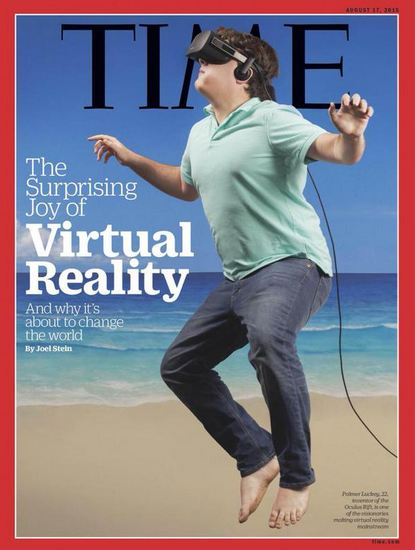 AUGUST 17, 2015
TIME
The
Surprising
Joy of
Virtual
Reality
And why it's
about to change
the world
By Joel Stein
Palmer Luckey, 22,
inventor of the
Oculus Rift, is one
of the visionaries
making virtual reality
mainstream
time.com